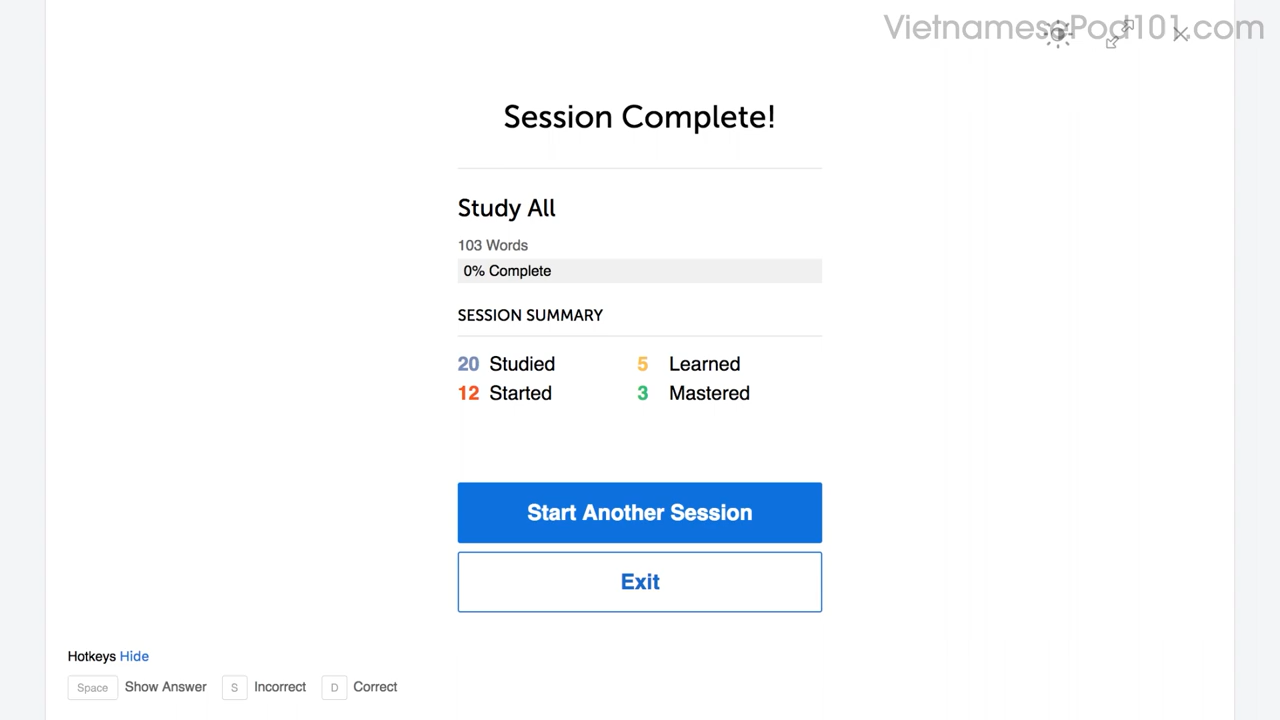 VietnamesePod101.com
Session Complete!
Study All
103 Words
0% Complete
SESSION SUMMARY
20 Studied 5 Learned
12 Started 3 Mastered
Start Another Session
Exit
Hotkeys Hide
Space Show Answer S Incorrect D Correct